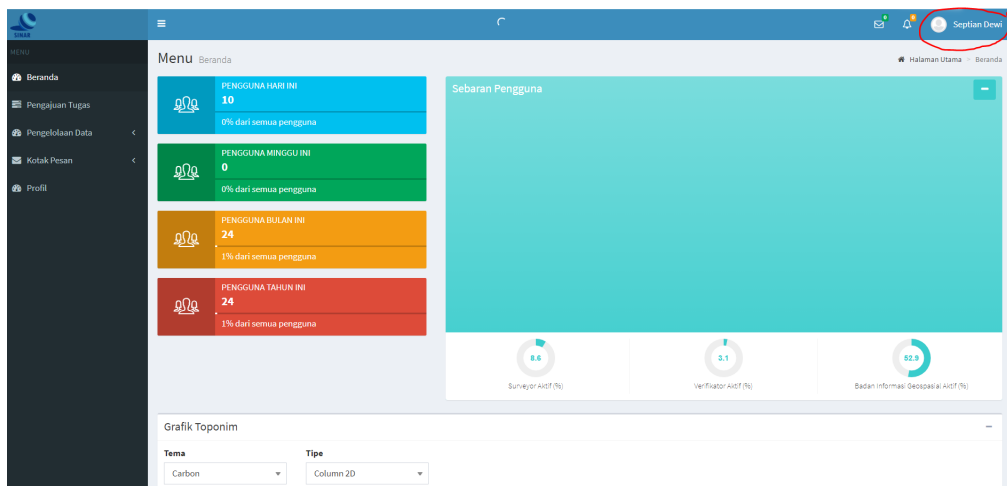 SINAR
Septian Dewi
MENU
Beranda
Pengajuan Tugas
Pengelolaan Data
Kotak Pesan
Profil
Menu Beranda
Halaman Utama > Beranda
PENGGUNA HARI INI
10
0% dari semua pengguna
PENGGUNA MINGGU INI
0
0% dari semua pengguna
PENGGUNA BULAN INI
24
1% dari semua pengguna
PENGGUNA TAHUN INI
24
1% dari semua pengguna
Sebaran Pengguna
8.6
Surveyor Aktif (%)
3.1
Verifikator Aktif (%)
52.9
Badan Informasi Geospasial Aktif (%)
Grafik Toponim
Tema
Carbon
Tipe
Column 2D